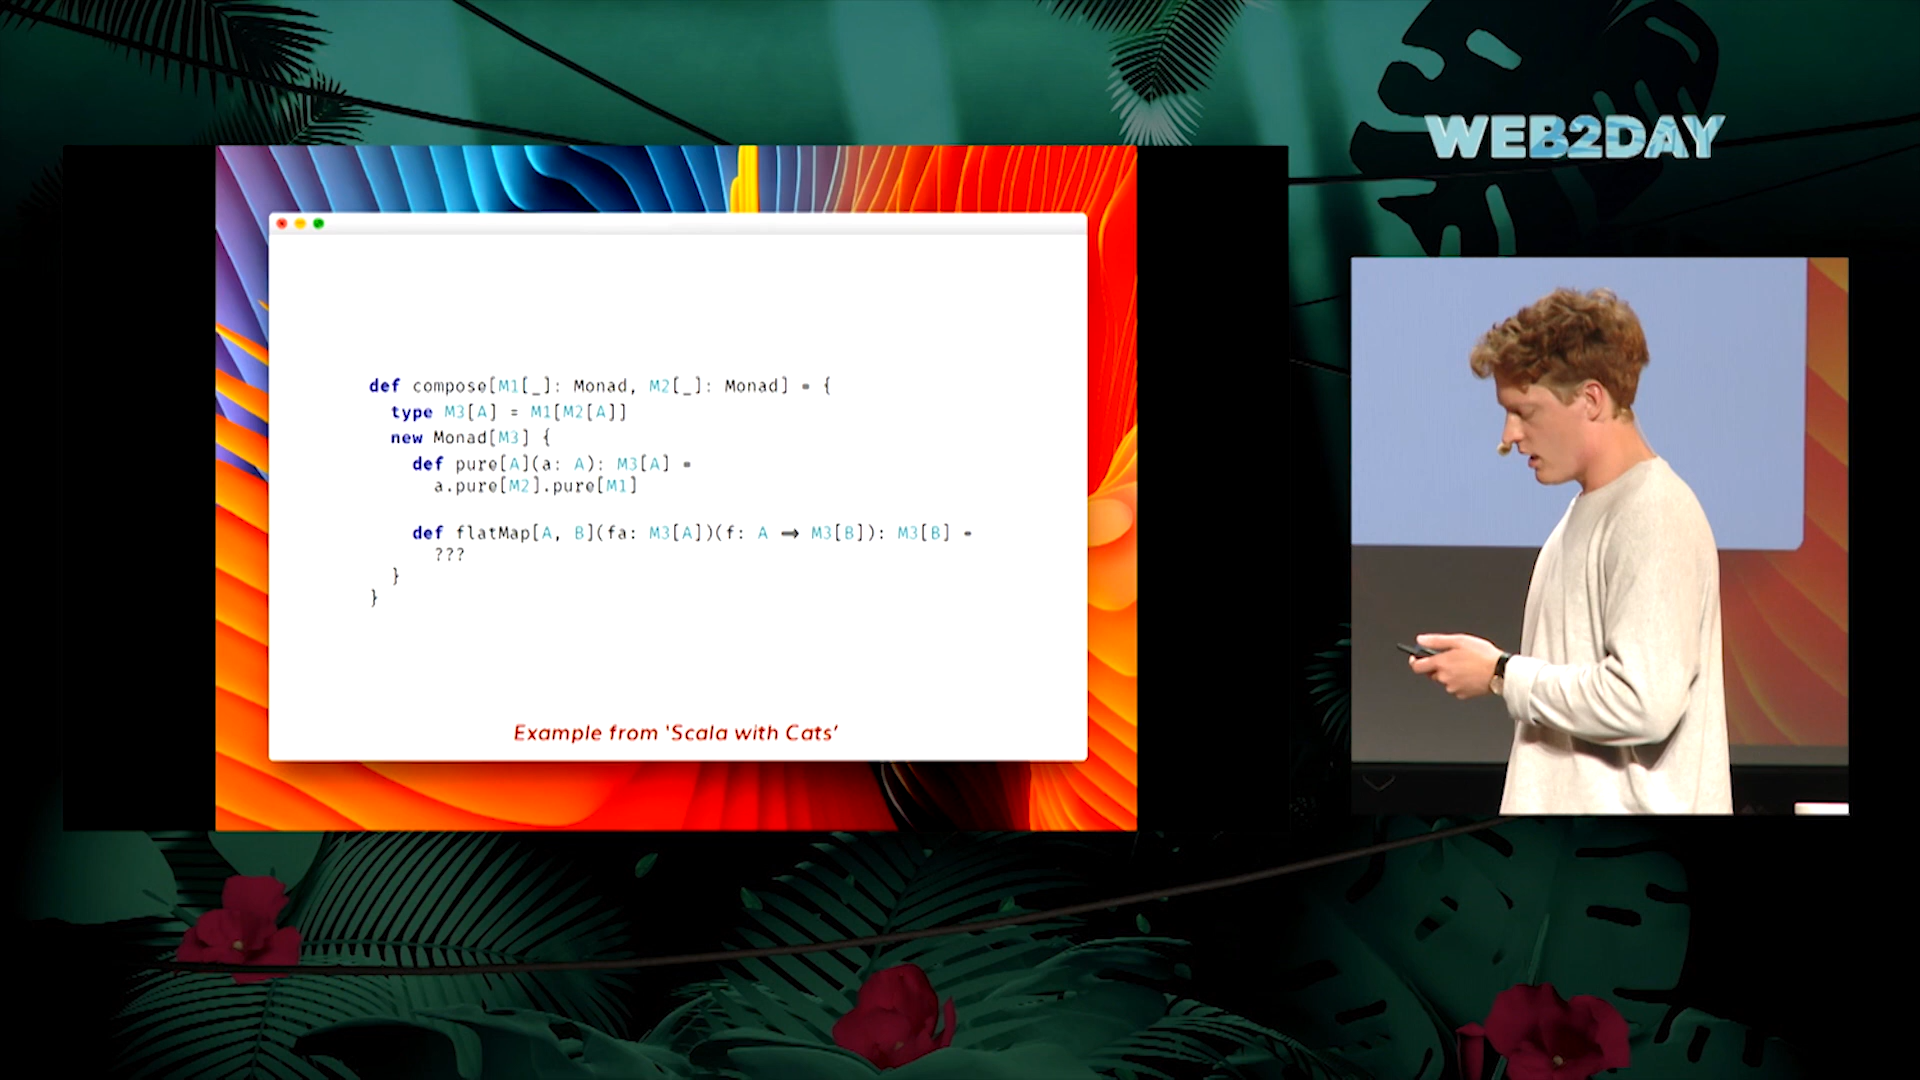 WEB2DAY
def compose[M1[_]: Monad, M2[_]: Monad] = {
type M3[A] = M1[M2[A]]
new Monad[M3] {
def pure[A](a: A): M3[A] =
a.pure[M2].pure[M1]
def flatMap[A, B](fa: M3[A])(f: A ⇒ M3[B]): M3[B] =
???
}
}
Example from 'Scala with Cats'